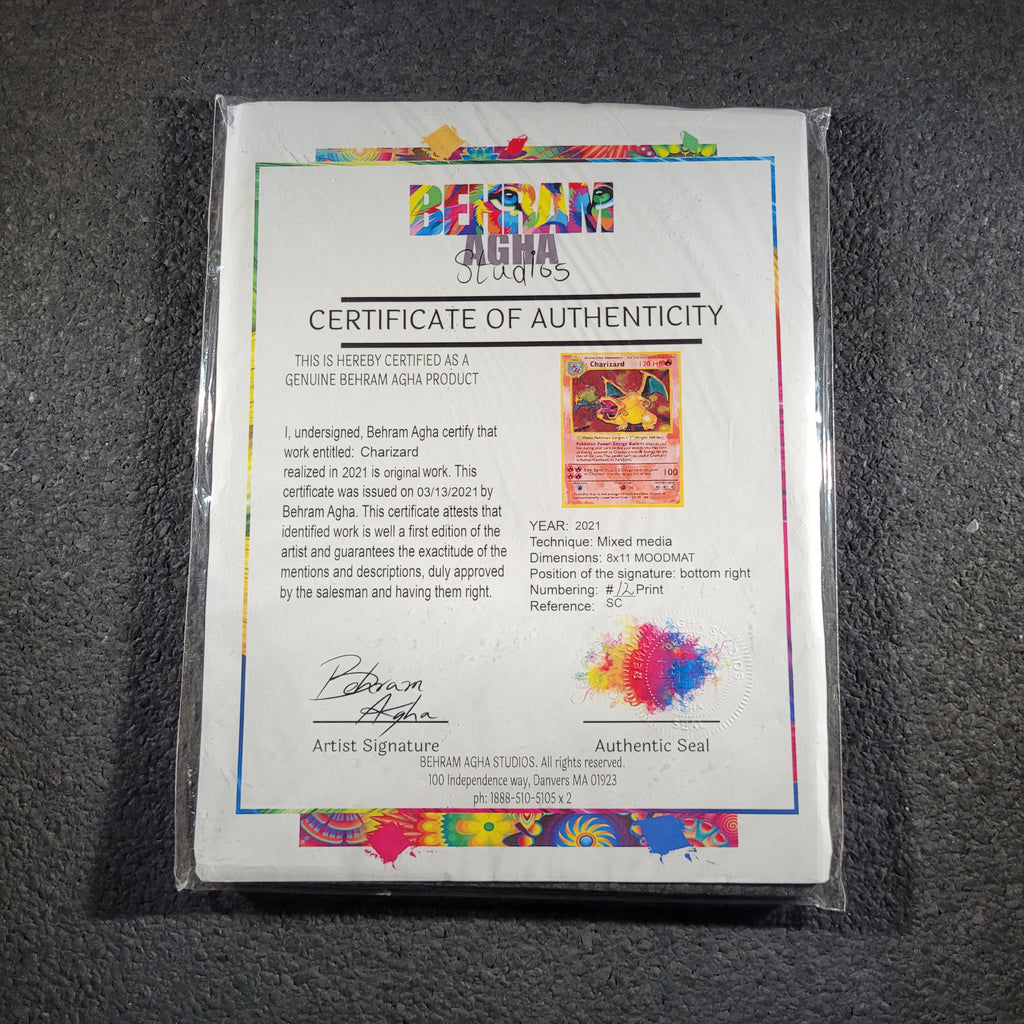 BEHRAM
AGHA
Studios
CERTIFICATE OF AUTHENTICITY
THIS IS HEREBY CERTIFIED AS A
GENUINE BEHRAM AGHA PRODUCT
I, undersigned, Behram Agha certify that
work entitled: Charizard
realized in 2021 is original work. This
certificate was issued on 03/13/2021 by
Behram Agha. This certificate attests that
identified work is well a first edition of the
artist and guarantees the exactitude of the
mentions and descriptions, duly approved
by the salesman and having them right.
Charizard 120 HP
100
YEAR: 2021
Technique: Mixed media
Dimensions: 8x11 MOODMAT
Position of the signature: bottom right
Numbering: #12 Print
Reference: SC
Behram
Agha
Artist Signature
BEHRAM AGHA STUDIOS
SEAL
Authentic Seal
BEHRAM AGHA STUDIOS. All rights reserved.
100 Independence way, Danvers MA 01923
ph: 1888-510-5105 x 2